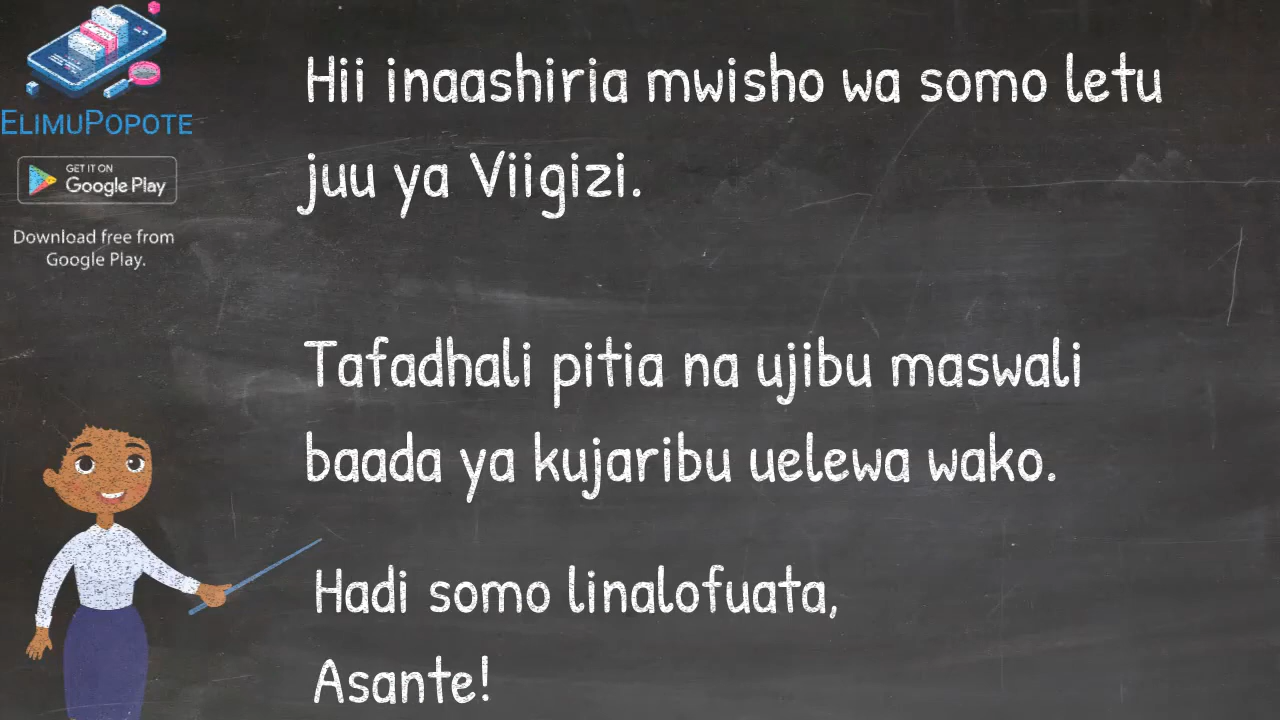 ELIMUPOPOTE
GET IT ON
Google Play
Download free from
Google Play.
Hii inaashiria mwisho wa somo letu
juu ya Viigizi.
Tafadhali pitia na ujibu maswali
baada ya kujaribu uelewa wako.
Hadi somo linalofuata,
Asante!